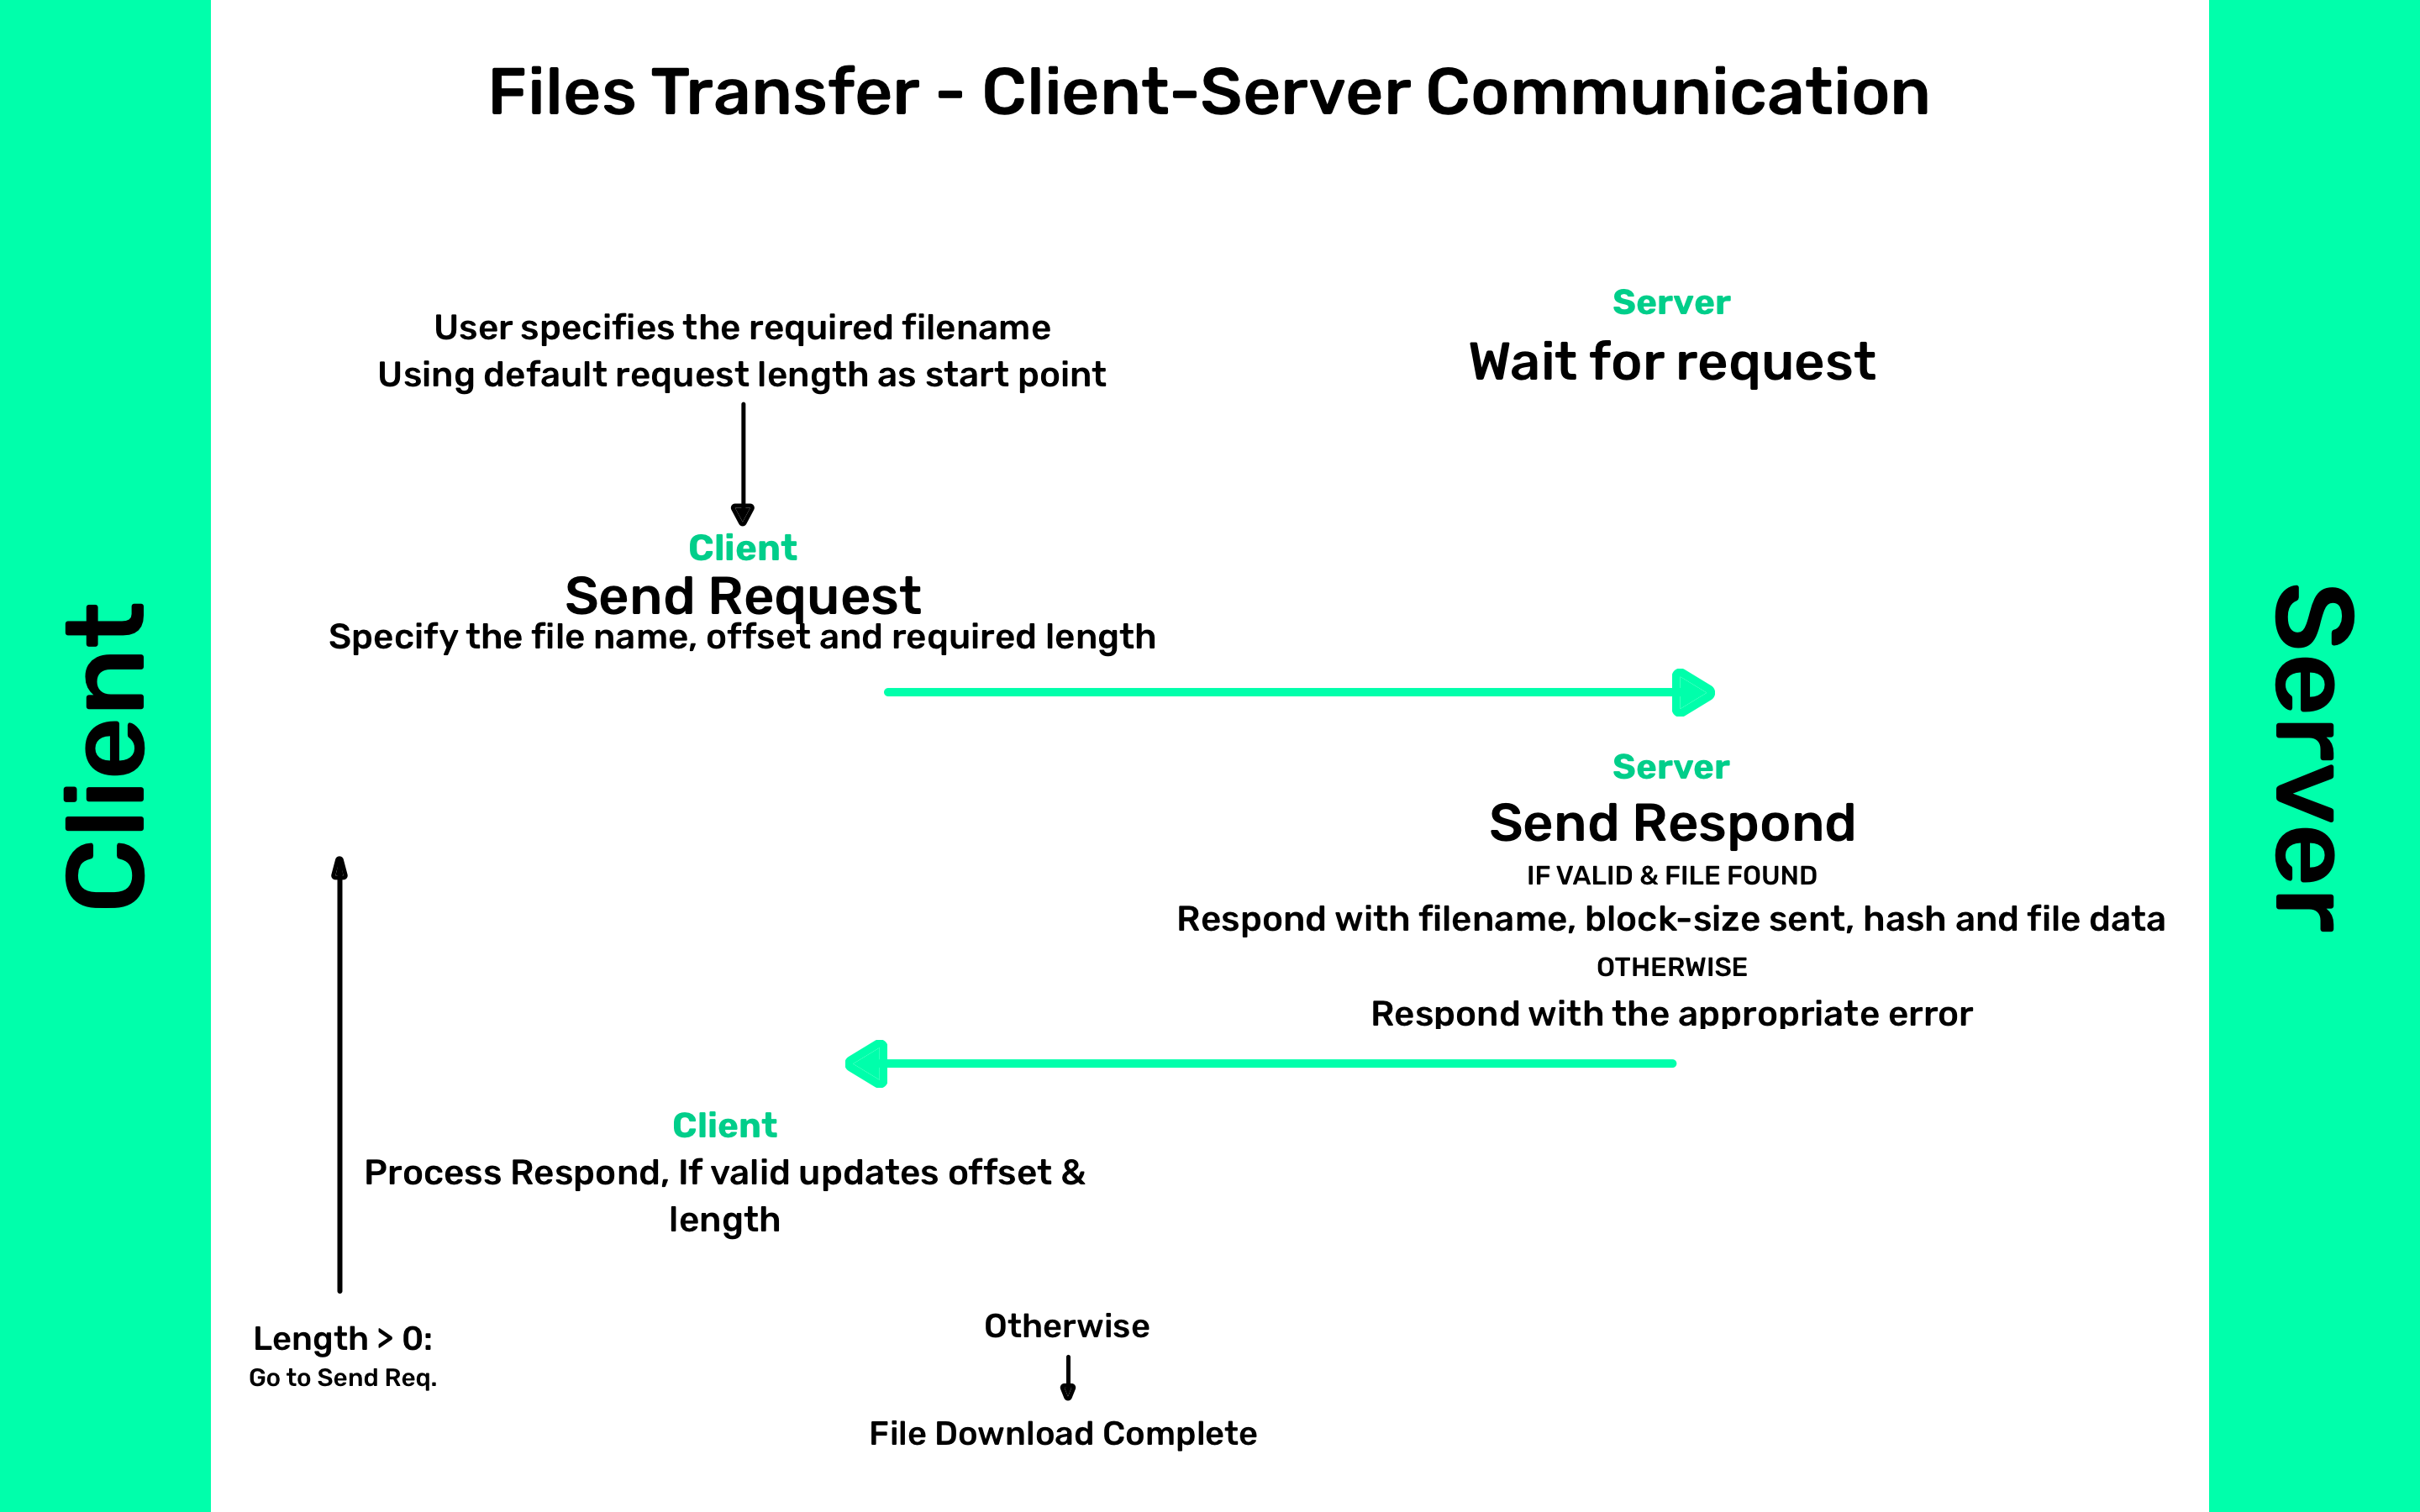 Files Transfer - Client-Server Communication
Client
Server
User specifies the required filename
Using default request length as start point
Server
Wait for request
Client
Send Request
Specify the file name, offset and required length
Server
Send Respond
IF VALID & FILE FOUND
Respond with filename, block-size sent, hash and file data
OTHERWISE
Respond with the appropriate error
Client
Process Respond, If valid updates offset &
length
Length > 0:
Go to Send Req.
Otherwise
File Download Complete